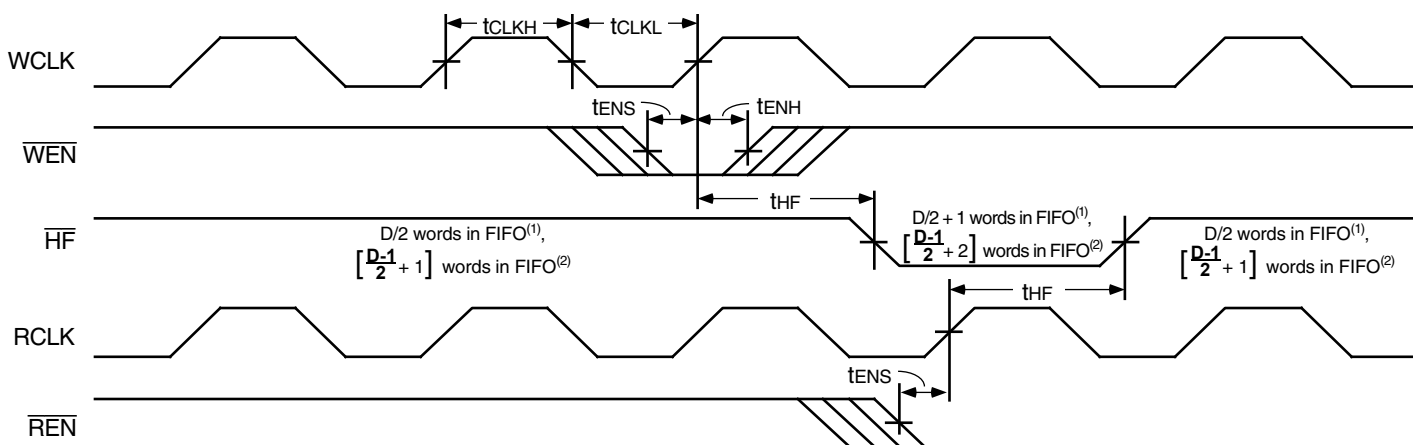 tCLKH
tCLKL
WCLK
tENS
tENH
WEN
tHF
HF
D/2 words in FIFO(1),
[D-1/2 + 1] words in FIFO(2)
D/2 + 1 words in FIFO(1),
[D-1/2 + 2] words in FIFO(2)
D/2 words in FIFO(1),
[D-1/2 + 1] words in FIFO(2)
tHF
RCLK
tENS
REN